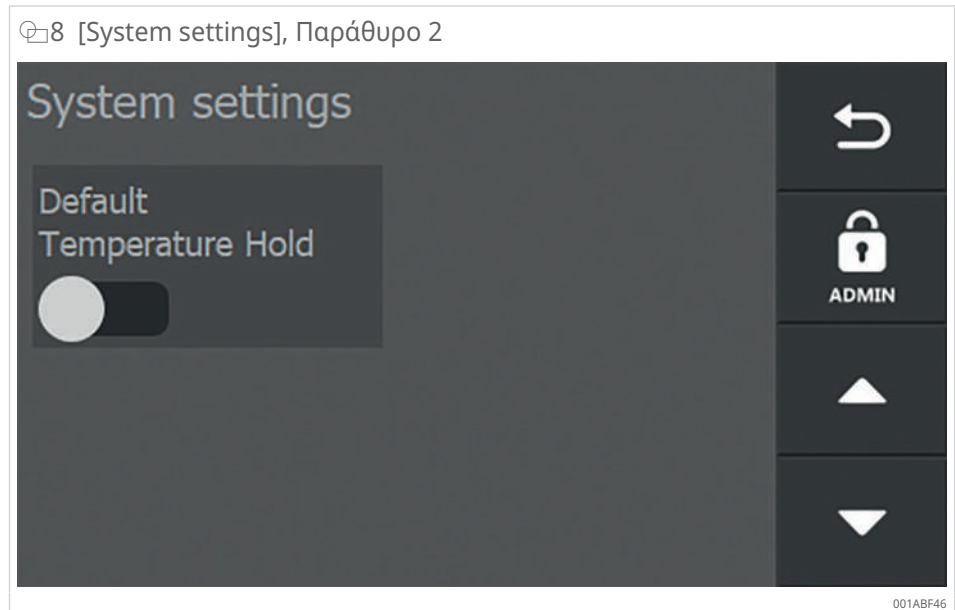 8 [System settings], Παράθυρο 2
System settings
Default
Temperature Hold
ADMIN
001ABF46